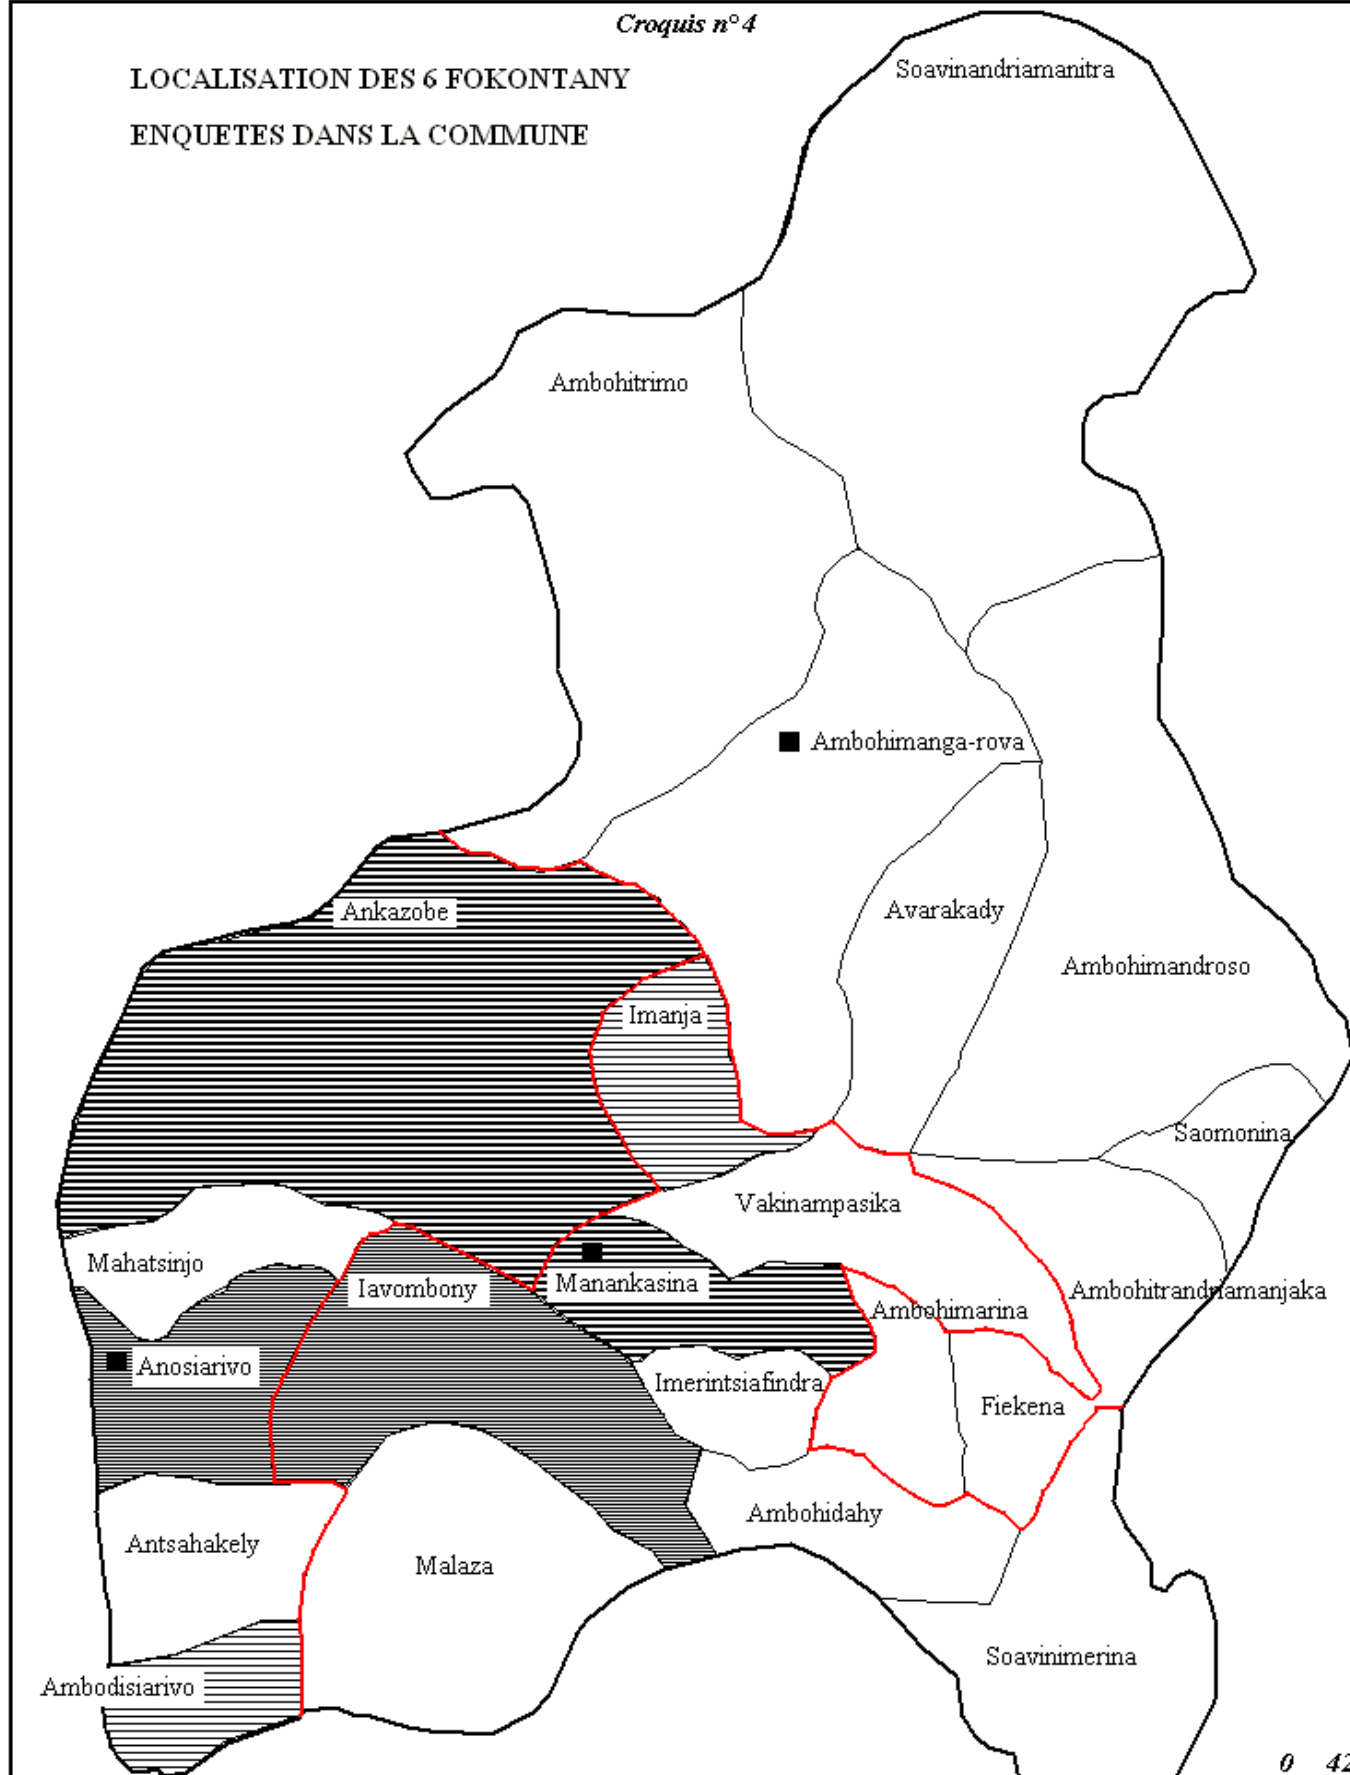 Croquis n°4
LOCALISATION DES 6 FOKONTANY
ENQUETES DANS LA COMMUNE
Soavinandriamanitra
Ambohitrimo
Ambohimanga-rova
Ankazobe
Avarakady
Ambohimandroso
Imanja
Saomonina
Vakinampasika
Mahatsinjo
Iavombony
Manankasina
Ambohitrandriamanjaka
Ambohimarina
Anosiarivo
Imerintsiafindra
Fiekena
Ambohidahy
Antsahakely
Malaza
Soavinimerina
Ambodisiarivo
0 42